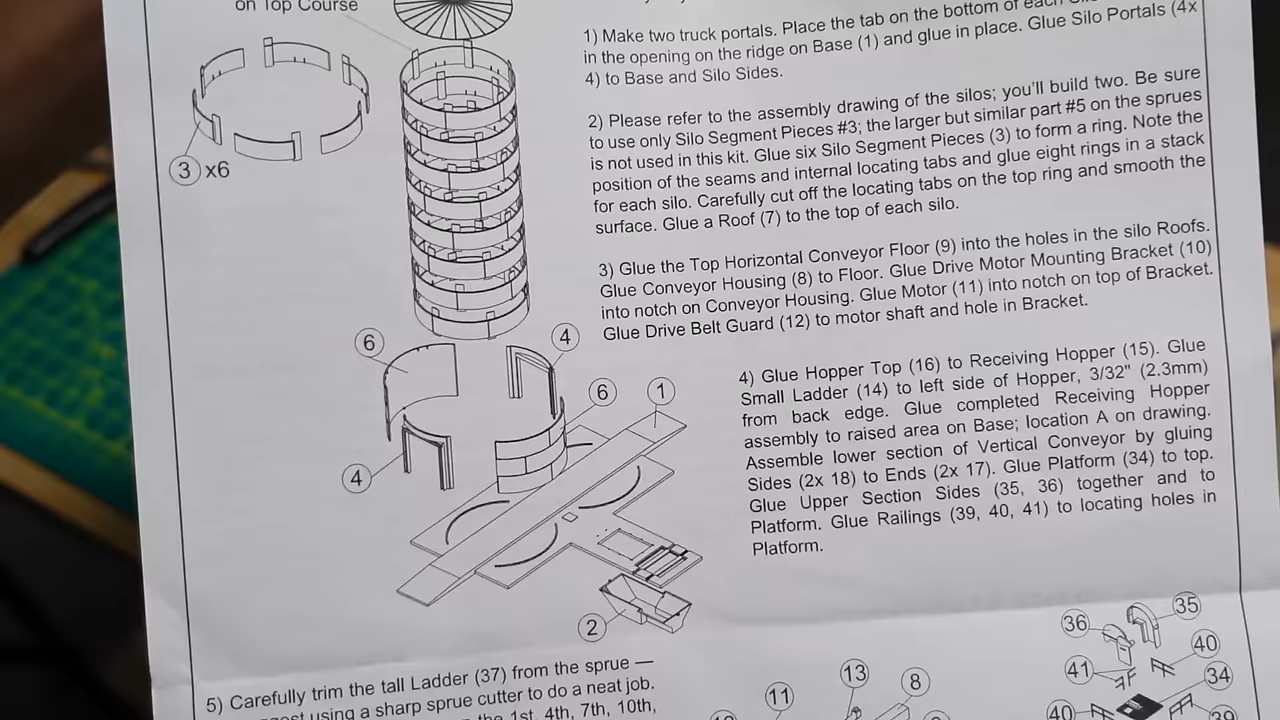 on Top Course
3 x6
1) Make two truck portals. Place the tab on the bottom of each
in the opening on the ridge on Base (1) and glue in place. Glue Silo Portals (4x
4) to Base and Silo Sides.
2) Please refer to the assembly drawing of the silos; you'll build two. Be sure
to use only Silo Segment Pieces #3; the larger but similar part #5 on the sprues
is not used in this kit. Glue six Silo Segment Pieces (3) to form a ring. Note the
position of the seams and internal locating tabs and glue eight rings in a stack
for each silo. Carefully cut off the locating tabs on the top ring and smooth the
surface. Glue a Roof (7) to the top of each silo.
3) Glue the Top Horizontal Conveyor Floor (9) into the holes in the silo Roofs.
Glue Conveyor Housing (8) to Floor. Glue Drive Motor Mounting Bracket (10)
into notch on Conveyor Housing. Glue Motor (11) into notch on top of Bracket.
Glue Drive Belt Guard (12) to motor shaft and hole in Bracket.
6
4
6
1
4
2
4) Glue Hopper Top (16) to Receiving Hopper (15). Glue
Small Ladder (14) to left side of Hopper, 3/32" (2.3mm)
from back edge. Glue completed Receiving Hopper
assembly to raised area on Base; location A on drawing.
Assemble lower section of Vertical Conveyor by gluing
Sides (2x 18) to Ends (2x 17). Glue Platform (34) to top.
Glue Upper Section Sides (35, 36) together and to
Platform. Glue Railings (39, 40, 41) to locating holes in
Platform.
5) Carefully trim the tall Ladder (37) from the sprue —
using a sharp sprue cutter to do a neat job.
the 1st, 4th, 7th, 10th,
11
13
8
36
35
40
41
34
40
39